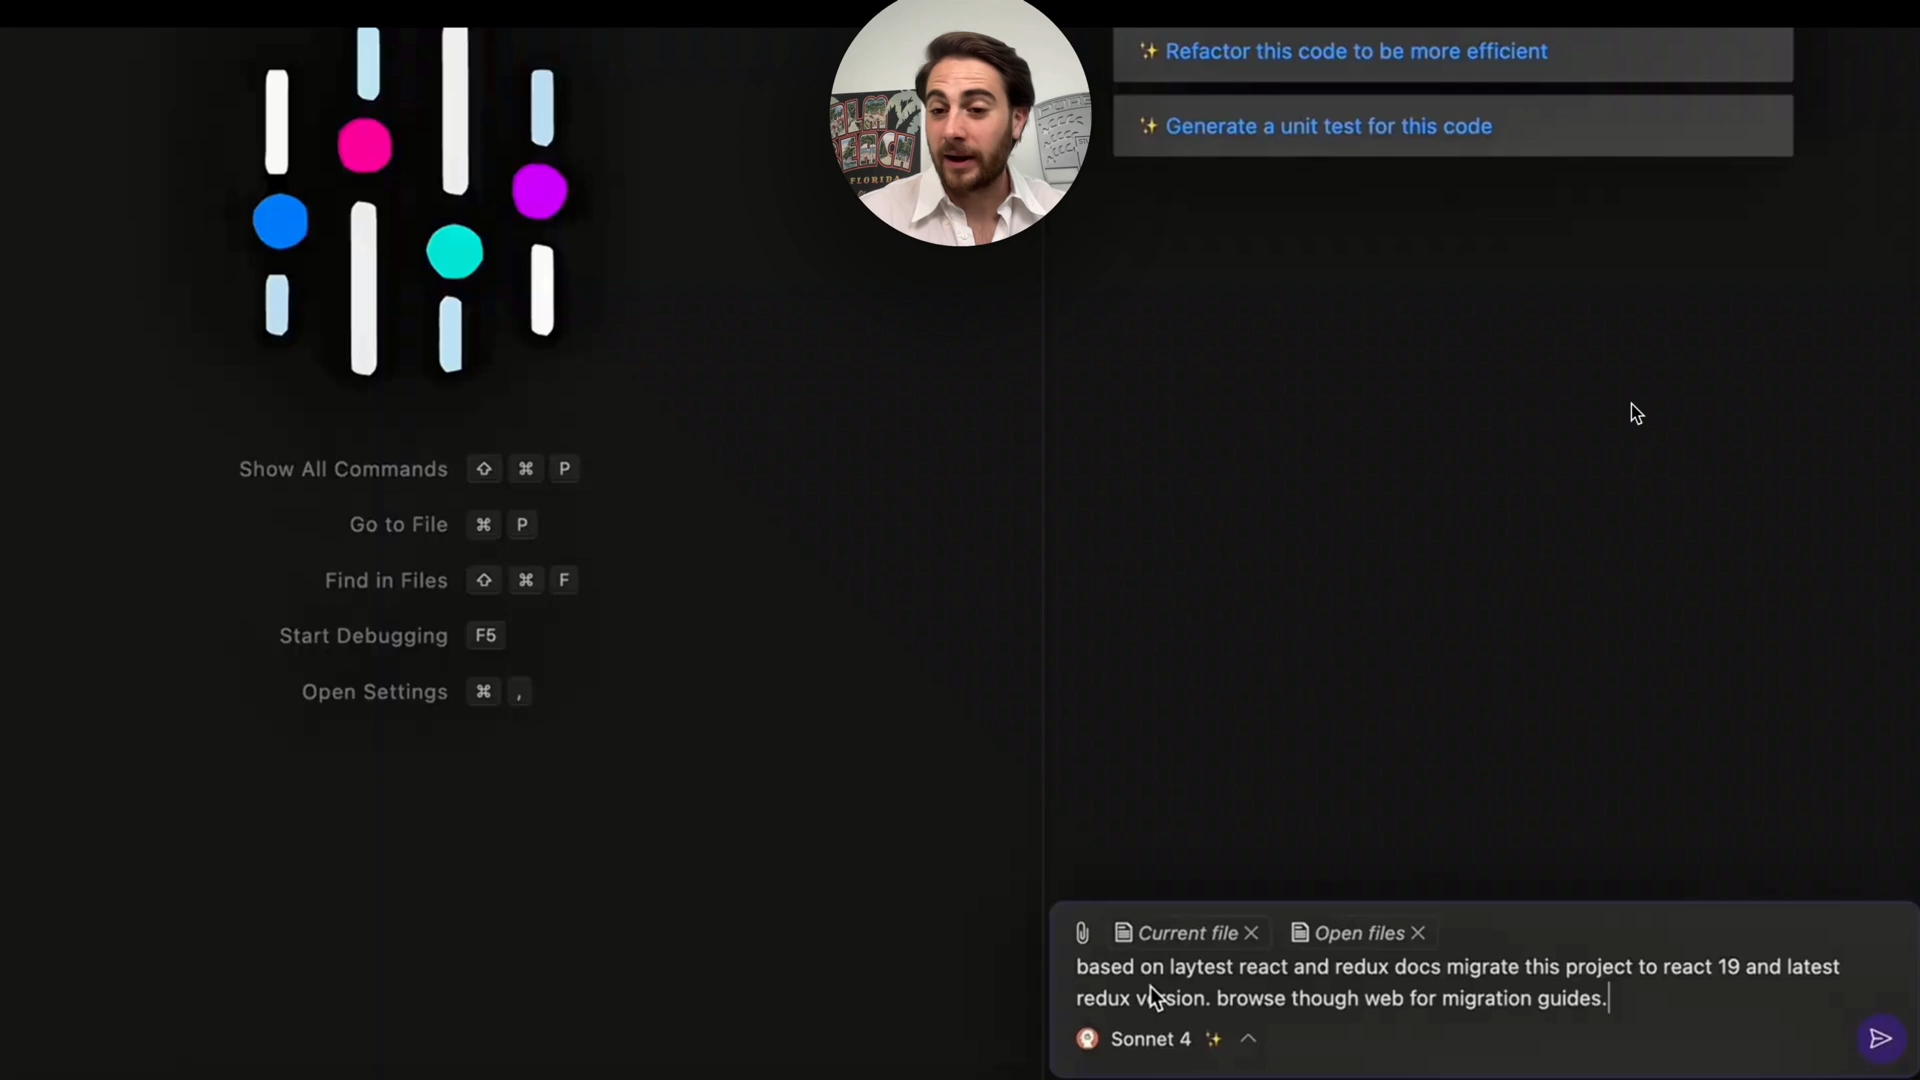 Refactor this code to be more efficient
Generate a unit test for this code
BEACH
FLORIDA
Show All Commands ⇧ ⌘ P
Go to File ⌘ P
Find in Files ⇧ ⌘ F
Start Debugging F5
Open Settings ⌘ ,
Current file Open files
based on laytest react and redux docs migrate this project to react 19 and latest
redux version. browse though web for migration guides.
Sonnet 4